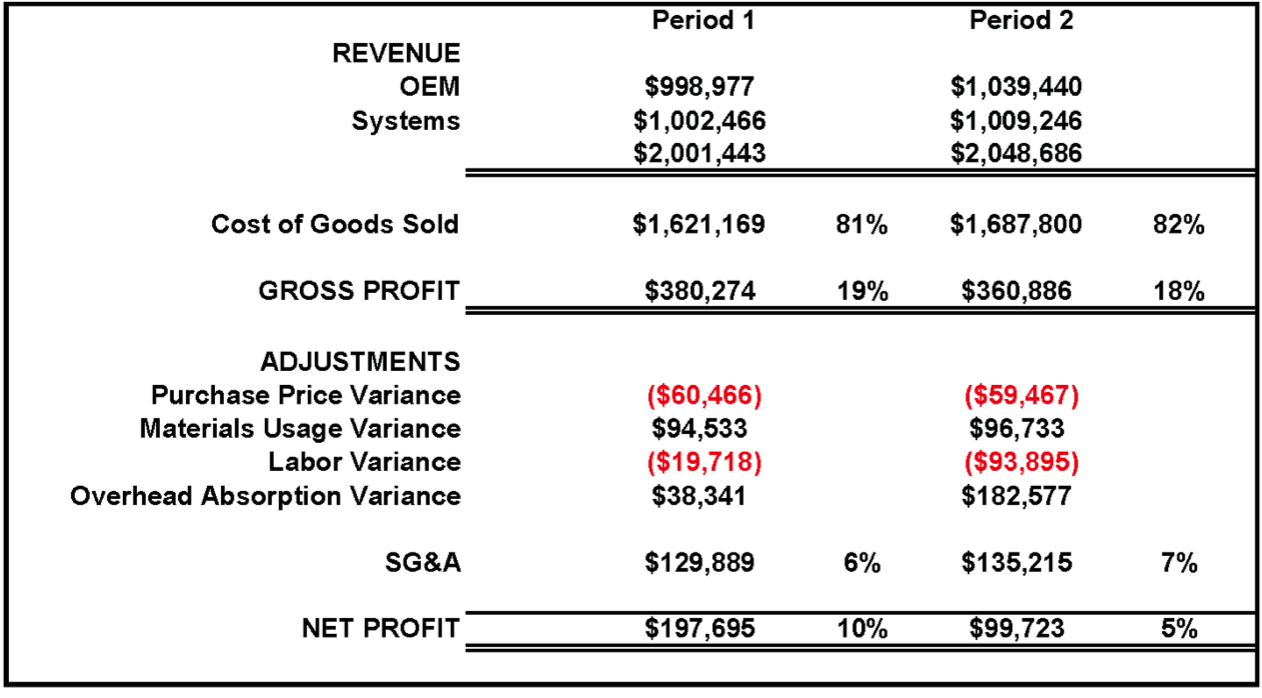 Period 1 Period 2
REVENUE
OEM $998,977 $1,039,440
Systems $1,002,466 $1,009,246
$2,001,443 $2,048,686
Cost of Goods Sold $1,621,169 81% $1,687,800 82%
GROSS PROFIT $380,274 19% $360,886 18%
ADJUSTMENTS
Purchase Price Variance ($60,466) ($59,467)
Materials Usage Variance $94,533 $96,733
Labor Variance ($19,718) ($93,895)
Overhead Absorption Variance $38,341 $182,577
SG&A $129,889 6% $135,215 7%
NET PROFIT $197,695 10% $99,723 5%